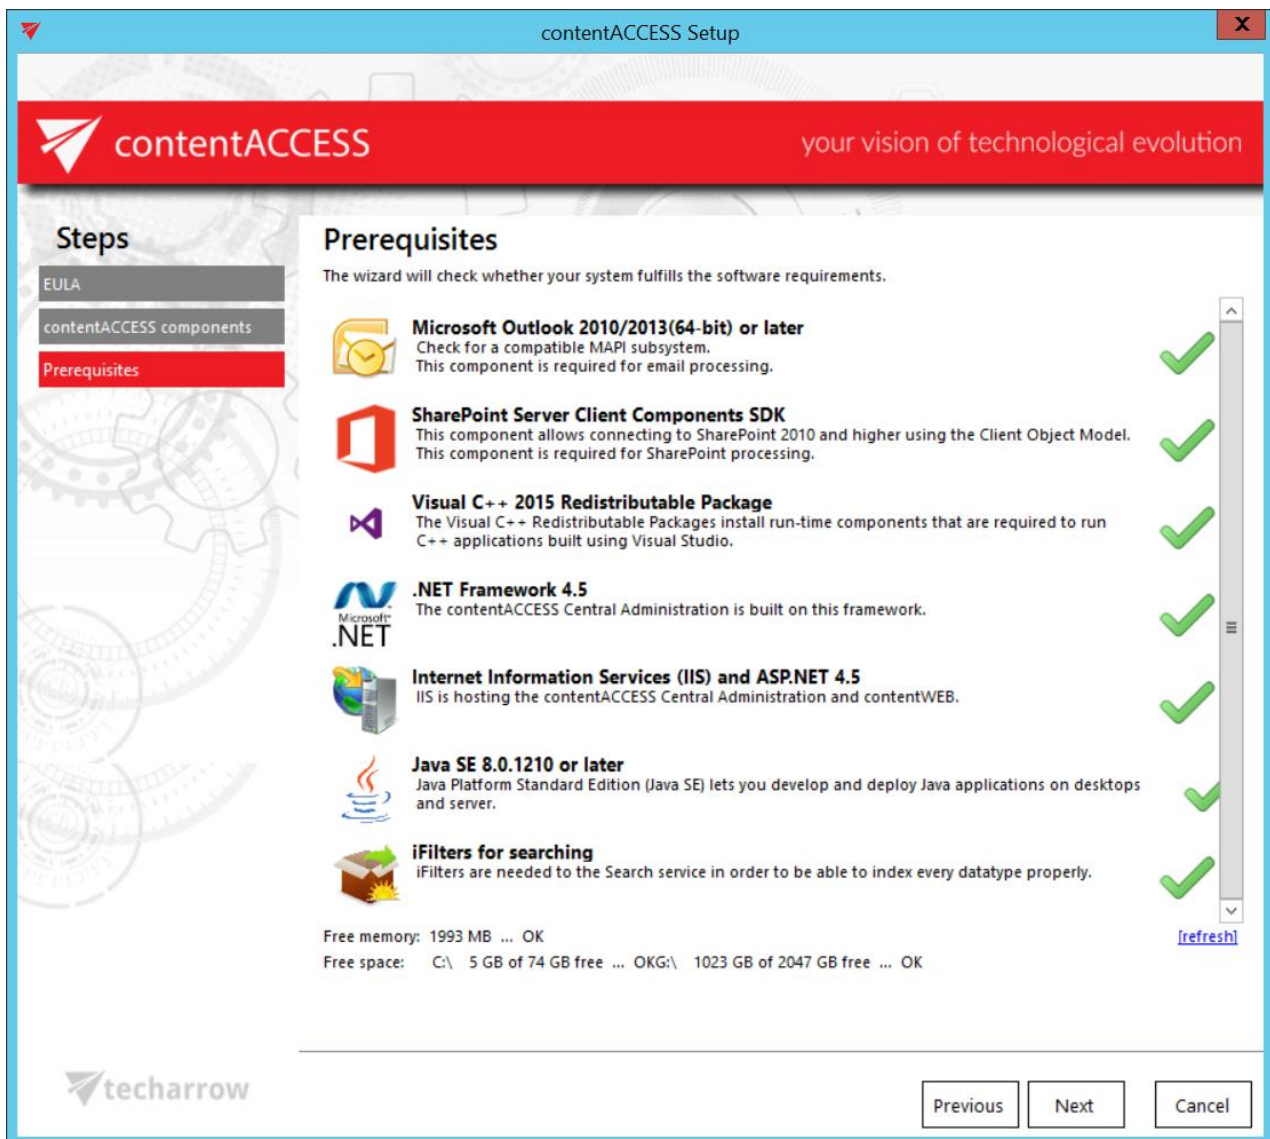 contentACCESS Setup
X
contentACCESS
your vision of technological evolution
Steps
EULA
contentACCESS components
Prerequisites
Prerequisites
The wizard will check whether your system fulfills the software requirements.
Microsoft Outlook 2010/2013(64-bit) or later
Check for a compatible MAPI subsystem.
This component is required for email processing.
SharePoint Server Client Components SDK
This component allows connecting to SharePoint 2010 and higher using the Client Object Model.
This component is required for SharePoint processing.
Visual C++ 2015 Redistributable Package
The Visual C++ Redistributable Packages install run-time components that are required to run
C++ applications built using Visual Studio.
Microsoft
.NET
.NET Framework 4.5
The contentACCESS Central Administration is built on this framework.
Internet Information Services (IIS) and ASP.NET 4.5
IIS is hosting the contentACCESS Central Administration and contentWEB.
Java SE 8.0.1210 or later
Java Platform Standard Edition (Java SE) lets you develop and deploy Java applications on desktops
and server.
iFilters for searching
iFilters are needed to the Search service in order to be able to index every datatype properly.
Free memory: 1993 MB ... OK
[refresh]
Free space: C:\ 5 GB of 74 GB free ... OKG:\ 1023 GB of 2047 GB free ... OK
techarrow
Previous
Next
Cancel